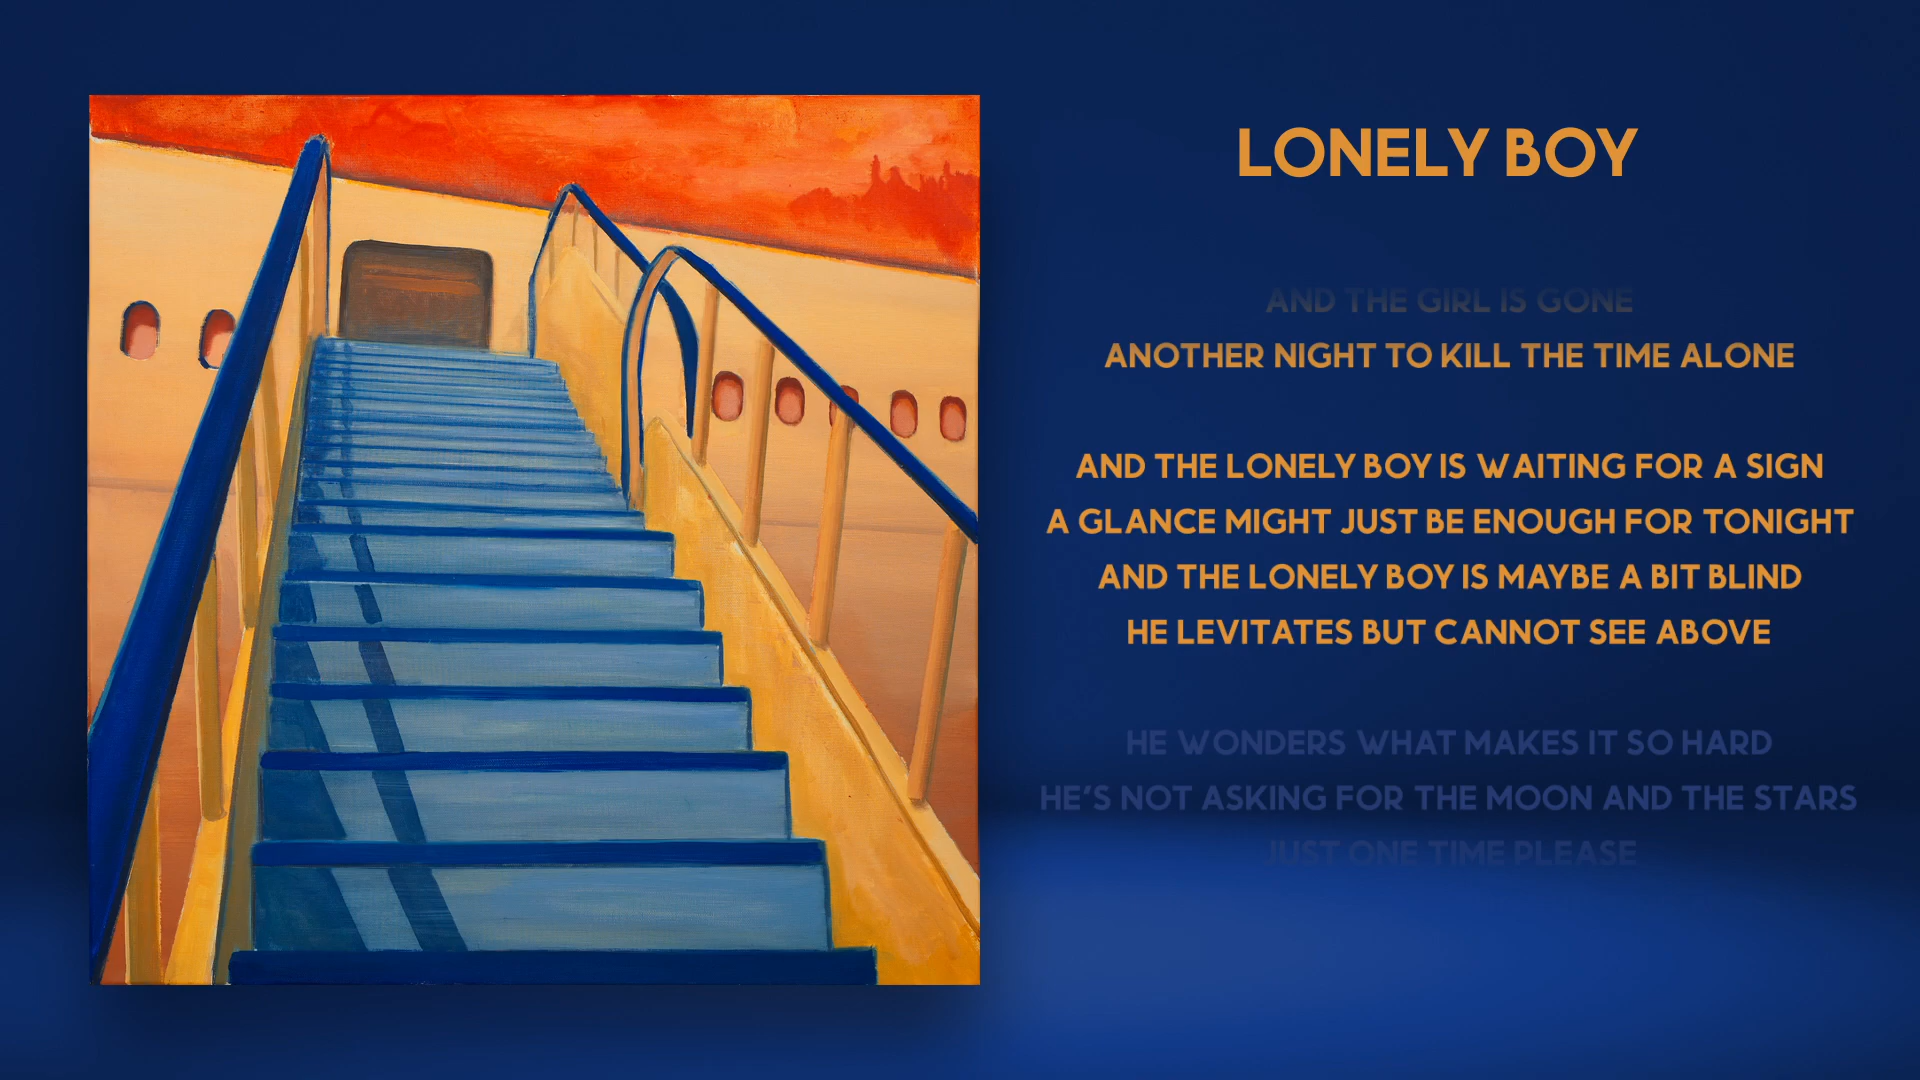 LONELY BOY
AND THE GIRL IS GONE
ANOTHER NIGHT TO KILL THE TIME ALONE
AND THE LONELY BOY IS WAITING FOR A SIGN
A GLANCE MIGHT JUST BE ENOUGH FOR TONIGHT
AND THE LONELY BOY IS MAYBE A BIT BLIND
HE LEVITATES BUT CANNOT SEE ABOVE
HE WONDERS WHAT MAKES IT SO HARD
HE'S NOT ASKING FOR THE MOON AND THE STARS
JUST ONE TIME PLEASE